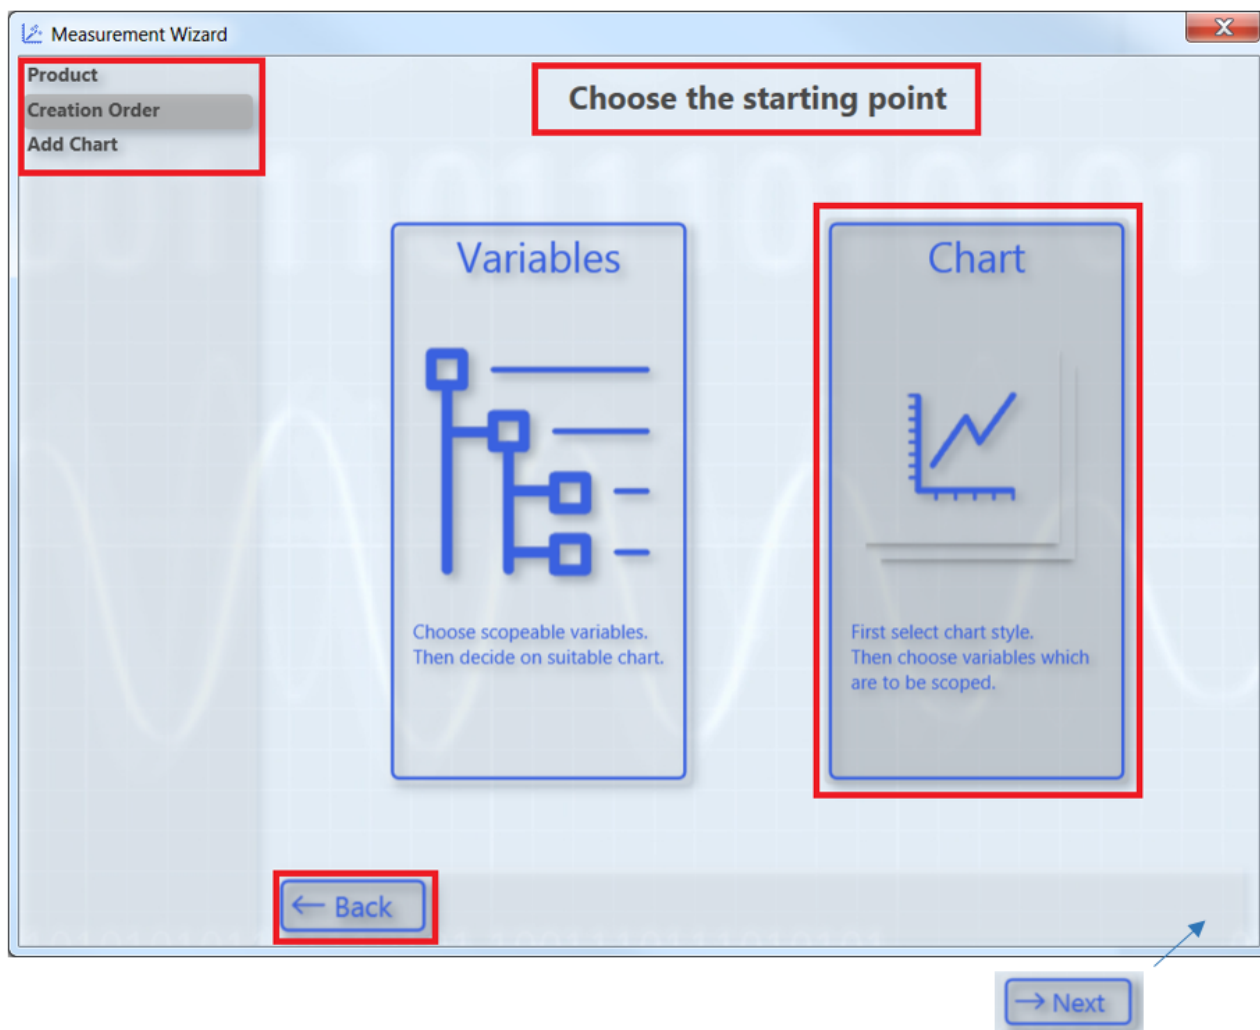 Measurement Wizard
X
Product
Creation Order
Add Chart
Choose the starting point
Variables
Choose scopeable variables.
Then decide on suitable chart.
Chart
First select chart style.
Then choose variables which
are to be scoped.
← Back
→ Next